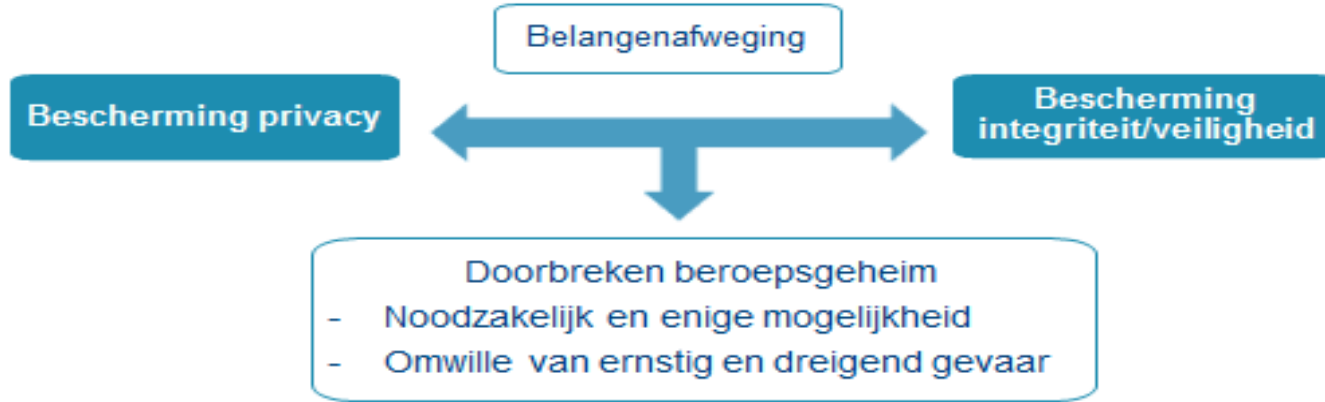 Belangenafweging
Bescherming privacy
Bescherming
integriteit/veiligheid
Doorbreken beroepsgeheim
- Noodzakelijk en enige mogelijkheid
- Omwille van ernstig en dreigend gevaar